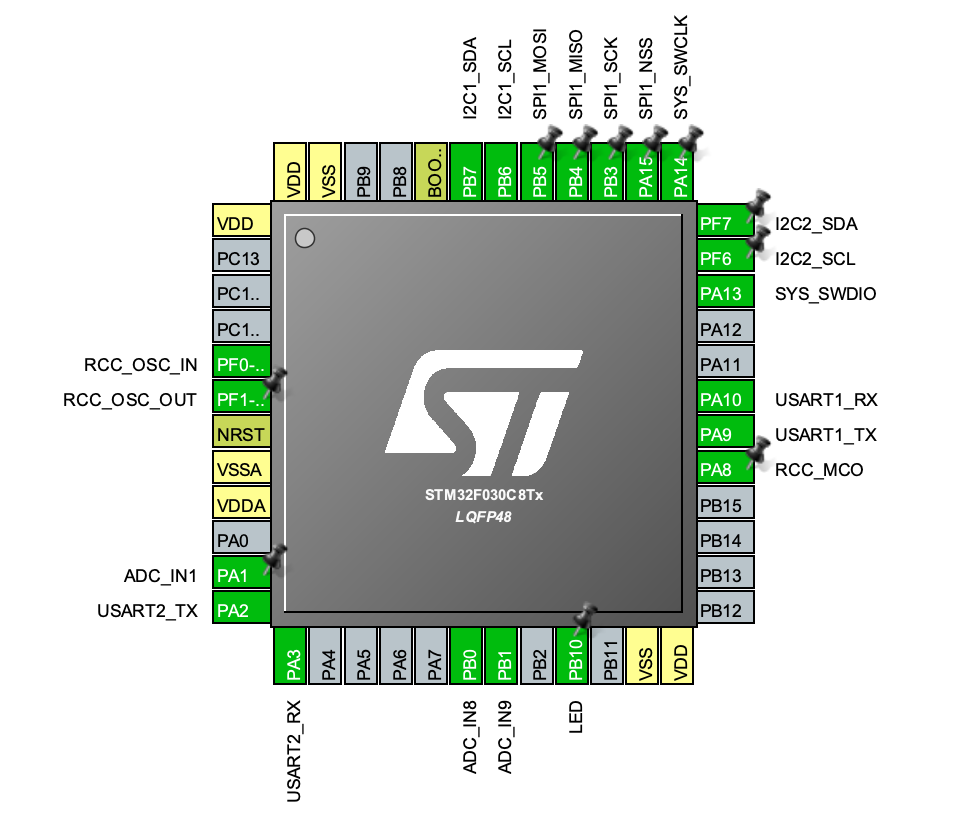 I2C1_SDA
I2C1_SCL
SPI1_MOSI
SPI1_MISO
SPI1_SCK
SPI1_NSS
SYS_SWCLK
VDD
VSS
PB9
PB8
BOO..
PB7
PB6
PB5
PB4
PB3
PA15
PA14
VDD
PC13
PC1..
PC1..
RCC_OSC_IN PF0-..
RCC_OSC_OUT PF1-..
NRST
VSSA
VDDA
PA0
ADC_IN1 PA1
USART2_TX PA2
ST
STM32F030C8Tx
LQFP48
PF7 I2C2_SDA
PF6 I2C2_SCL
PA13 SYS_SWDIO
PA12
PA11
PA10 USART1_RX
PA9 USART1_TX
PA8 RCC_MCO
PB15
PB14
PB13
PB12
PA3
PA4
PA5
PA6
PA7
PB0
PB1
PB2
PB10
PB11
VSS
VDD
USART2_RX
ADC_IN8
ADC_IN9
LED